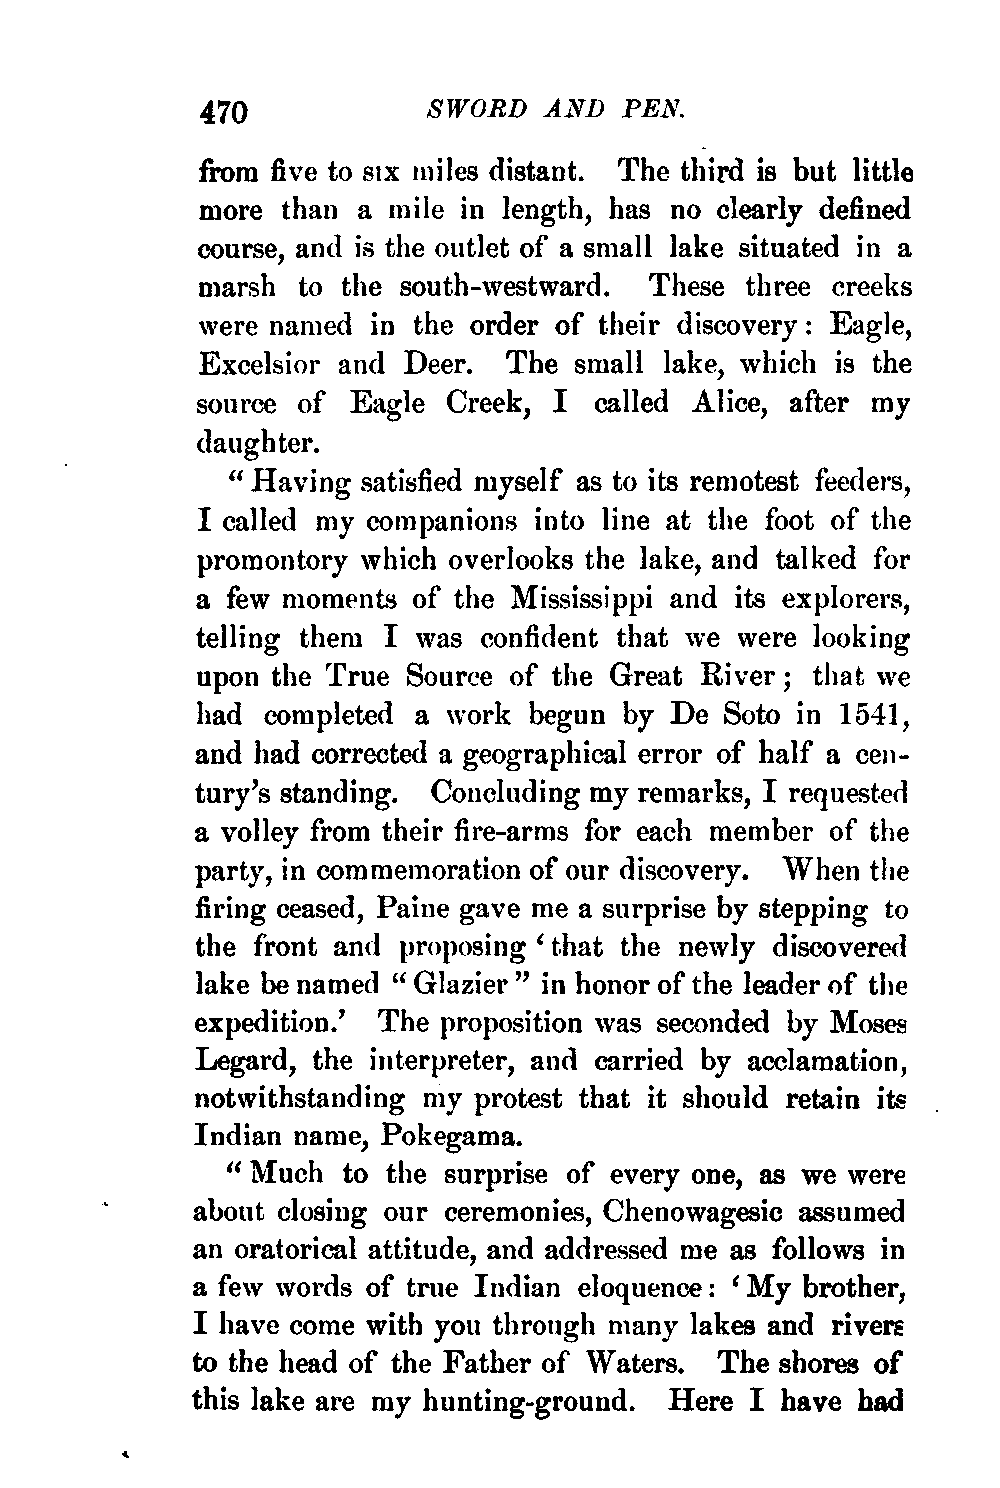 470 SWORD AND PEN.
from five to six miles distant. The third is but little
more than a mile in length, has no clearly defined
course, and is the outlet of a small lake situated in a
marsh to the south-westward. These three creeks
were named in the order of their discovery: Eagle,
Excelsior and Deer. The small lake, which is the
source of Eagle Creek, I called Alice, after my
daughter.
“Having satisfied myself as to its remotest feeders,
I called my companions into line at the foot of the
promontory which overlooks the lake, and talked for
a few moments of the Mississippi and its explorers,
telling them I was confident that we were looking
upon the True Source of the Great River; that we
had completed a work begun by De Soto in 1541,
and had corrected a geographical error of half a cen-
tury’s standing. Concluding my remarks, I requested
a volley from their fire-arms for each member of the
party, in commemoration of our discovery. When the
firing ceased, Paine gave me a surprise by stepping to
the front and proposing ‘that the newly discovered
lake be named “Glazier” in honor of the leader of the
expedition.’ The proposition was seconded by Moses
Legard, the interpreter, and carried by acclamation,
notwithstanding my protest that it should retain its
Indian name, Pokegama.
“Much to the surprise of every one, as we were
about closing our ceremonies, Chenowagesic assumed
an oratorical attitude, and addressed me as follows in
a few words of true Indian eloquence: ‘My brother,
I have come with you through many lakes and rivers
to the head of the Father of Waters. The shores of
this lake are my hunting-ground. Here I have had